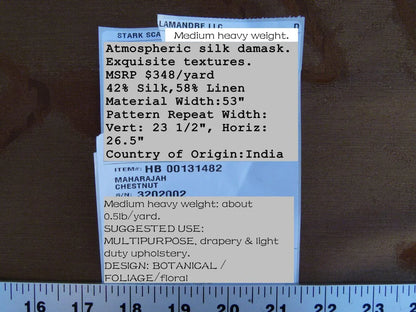 LAMANDRE LLC
STARK SCA
Medium heavy weight.
Atmospheric silk damask.
Exquisite textures.
MSRP $348/yard
42% Silk,58% Linen
Material Width:53"
Pattern Repeat Width:
Vert: 23 1/2", Horiz:
26.5"
Country of Origin:India
ITEM#: HB 00131482
MAHARAJAH
CHESTNUT
S/N: 3202002
Medium heavy weight: about
0.5lb/yard.
SUGGESTED USE:
MULTIPURPOSE, drapery & light
duty upholstery.
DESIGN: BOTANICAL /
FOLIAGE/floral
16 17 18 19 20 21 22 23